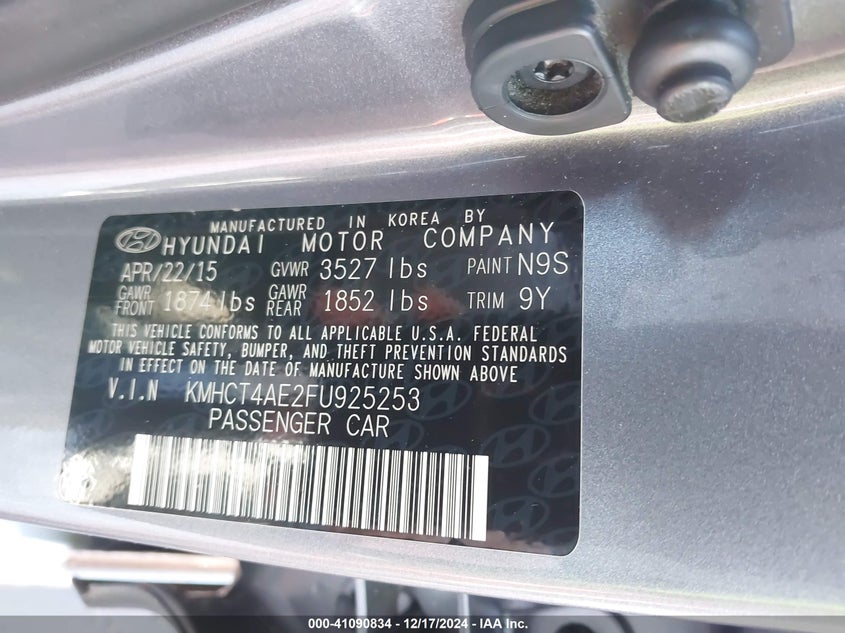 MANUFACTURED IN KOREA BY
HYUNDAI MOTOR COMPANY
APR/22/15 GVWR 3527 lbs PAINT N9S
GAWR FRONT 1874 lbs GAWR REAR 1852 lbs TRIM 9Y
THIS VEHICLE CONFORMS TO ALL APPLICABLE U.S.A. FEDERAL
MOTOR VEHICLE SAFETY, BUMPER, AND THEFT PREVENTION STANDARDS
IN EFFECT ON THE DATE OF MANUFACTURE SHOWN ABOVE
V.I.N KMHCT4AE2FU925253
PASSENGER CAR
000-41090834 - 12/17/2024 - IAA Inc.